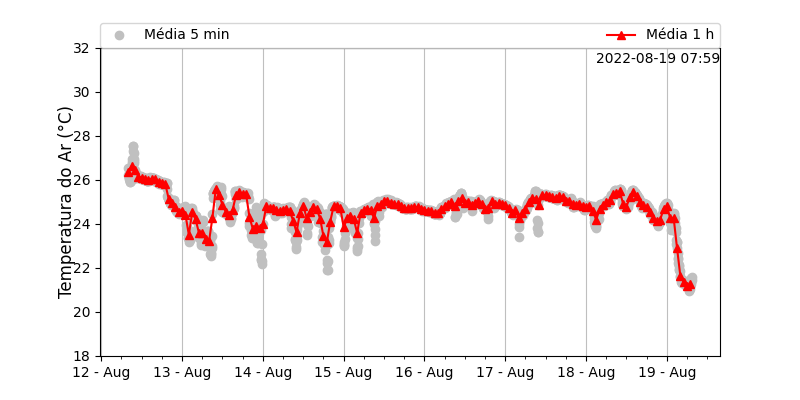 Média 5 min
Média 1 h
2022-08-19 07:59
Temperatura do Ar (°C)
32
30
28
26
24
22
20
18
12 - Aug
13 - Aug
14 - Aug
15 - Aug
16 - Aug
17 - Aug
18 - Aug
19 - Aug